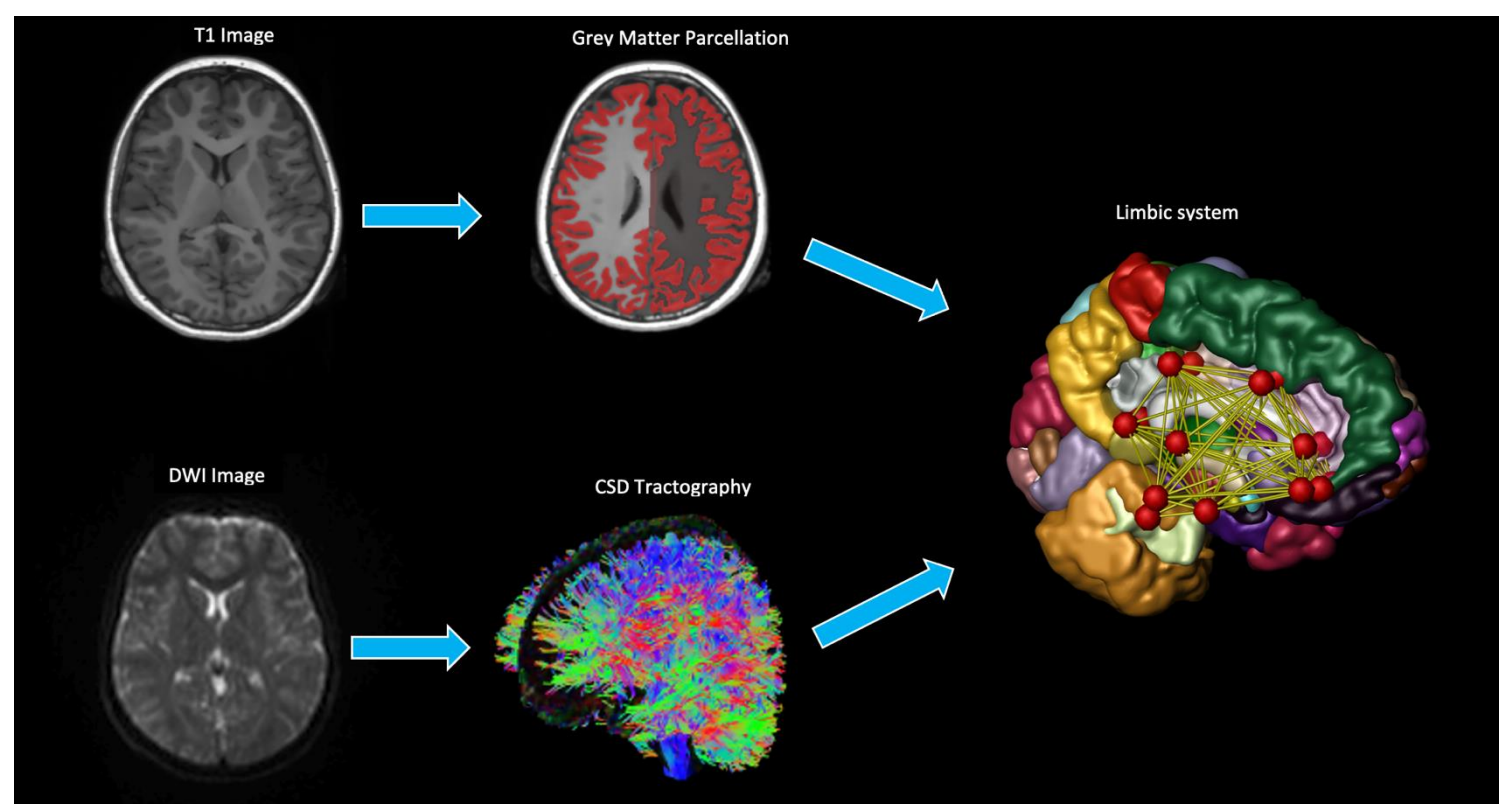 T1 Image
Grey Matter Parcellation
Limbic system
DWI Image
CSD Tractography